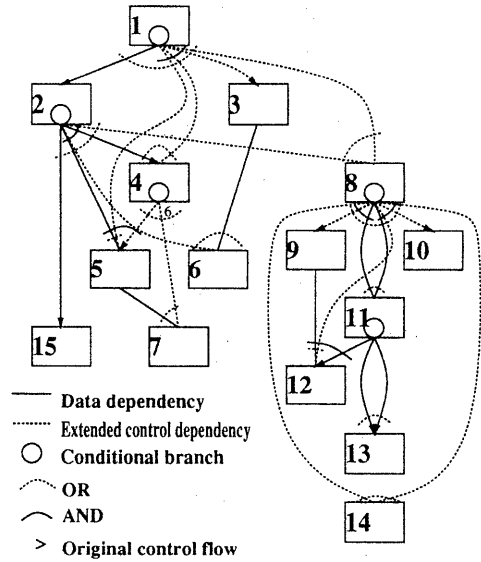 1
2
3
4
6
8
5
6
9
10
11
15
7
12
13
14
Data dependency
Extended control dependency
Conditional branch
OR
AND
Original control flow